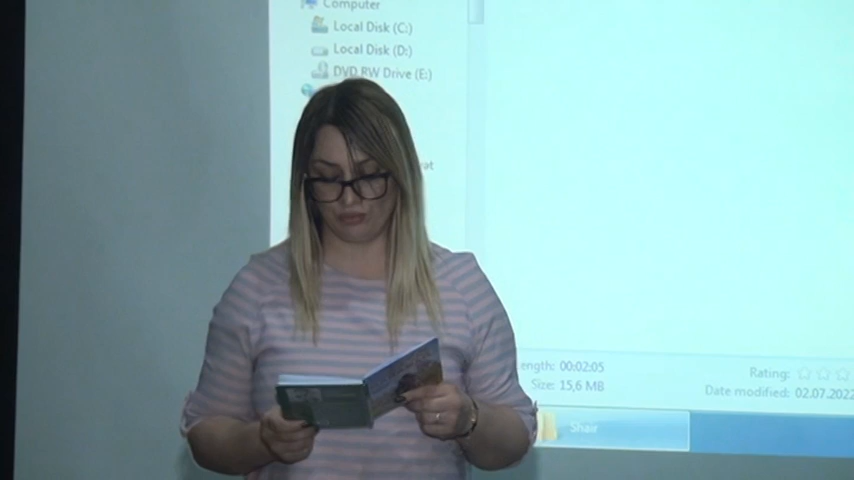 Computer
Local Disk (C:)
Local Disk (D:)
DVD RW Drive (E:)
ength: 00:02:05
Rating:
Size: 15,6 MB
Date modified: 02.07.2022
Shair